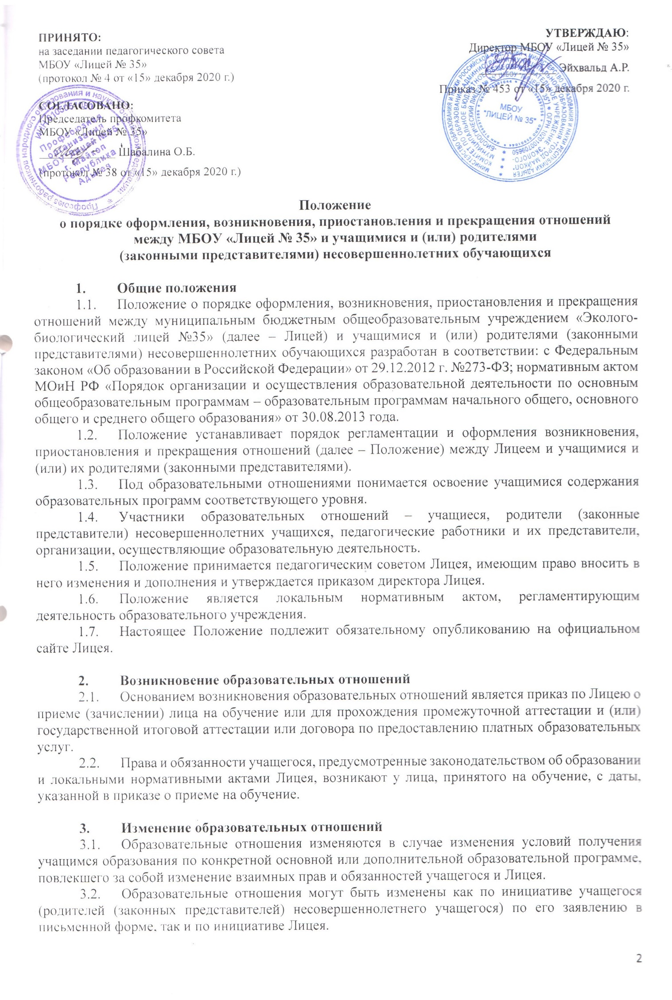 ПРИНЯТО:
на заседании педагогического совета
МБОУ «Лицей № 35»
(протокол № 4 от «15» декабря 2020 г.)
УТВЕРЖДАЮ:
Директор МБОУ «Лицей № 35»
Эйхвальд А.Р.
Приказ № 453 от «15» декабря 2020 г.
СОГЛАСОВАНО:
Председатель профкомитета
МБОУ «Лицей № 35»
Шабалина О.Б.
(протокол № 38 от «15» декабря 2020 г.)
Профсоюзная
организация
МБОУ Лицей № 35
г. Майкоп
Республика
Адыгея
МБОУ
"ЛИЦЕЙ № 35"
Положение
о порядке оформления, возникновения, приостановления и прекращения отношений
между МБОУ «Лицей № 35» и учащимися и (или) родителями
(законными представителями) несовершеннолетних обучающихся
1. Общие положения
1.1. Положение о порядке оформления, возникновения, приостановления и прекращения
отношений между муниципальным бюджетным общеобразовательным учреждением «Эколого-
биологический лицей №35» (далее – Лицей) и учащимися и (или) родителями (законными
представителями) несовершеннолетних обучающихся разработан в соответствии: с Федеральным
законом «Об образовании в Российской Федерации» от 29.12.2012 г. №273-ФЗ; нормативным актом
МОиН РФ «Порядок организации и осуществления образовательной деятельности по основным
общеобразовательным программам – образовательным программам начального общего, основного
общего и среднего общего образования» от 30.08.2013 года.
1.2. Положение устанавливает порядок регламентации и оформления возникновения,
приостановления и прекращения отношений (далее – Положение) между Лицеем и учащимися и
(или) их родителями (законными представителями).
1.3. Под образовательными отношениями понимается освоение учащимися содержания
образовательных программ соответствующего уровня.
1.4. Участники образовательных отношений – учащиеся, родители (законные
представители) несовершеннолетних учащихся, педагогические работники и их представители,
организации, осуществляющие образовательную деятельность.
1.5. Положение принимается педагогическим советом Лицея, имеющим право вносить в
него изменения и дополнения и утверждается приказом директора Лицея.
1.6. Положение является локальным нормативным актом, регламентирующим
деятельность образовательного учреждения.
1.7. Настоящее Положение подлежит обязательному опубликованию на официальном
сайте Лицея.
2. Возникновение образовательных отношений
2.1. Основанием возникновения образовательных отношений является приказ по Лицею о
приеме (зачислении) лица на обучение или для прохождения промежуточной аттестации и (или)
государственной итоговой аттестации или договора по предоставлению платных образовательных
услуг.
2.2. Права и обязанности учащегося, предусмотренные законодательством об образовании
и локальными нормативными актами Лицея, возникают у лица, принятого на обучение, с даты,
указанной в приказе о приеме на обучение.
3. Изменение образовательных отношений
3.1. Образовательные отношения изменяются в случае изменения условий получения
учащимся образования по конкретной основной или дополнительной образовательной программе,
повлекшего за собой изменение взаимных прав и обязанностей учащегося и Лицея.
3.2. Образовательные отношения могут быть изменены как по инициативе учащегося
(родителей (законных представителей) несовершеннолетнего учащегося) по его заявлению в
письменной форме, так и по инициативе Лицея.
2